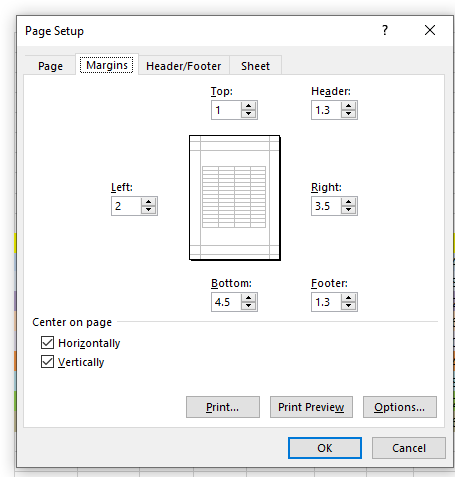 Page Setup ? ×
Page Margins Header/Footer Sheet
Top: Header:
1 1.3
Left: Right:
2 3.5
Bottom: Footer:
4.5 1.3
Center on page
Horizontally
Vertically
Print... Print Preview Options...
OK Cancel